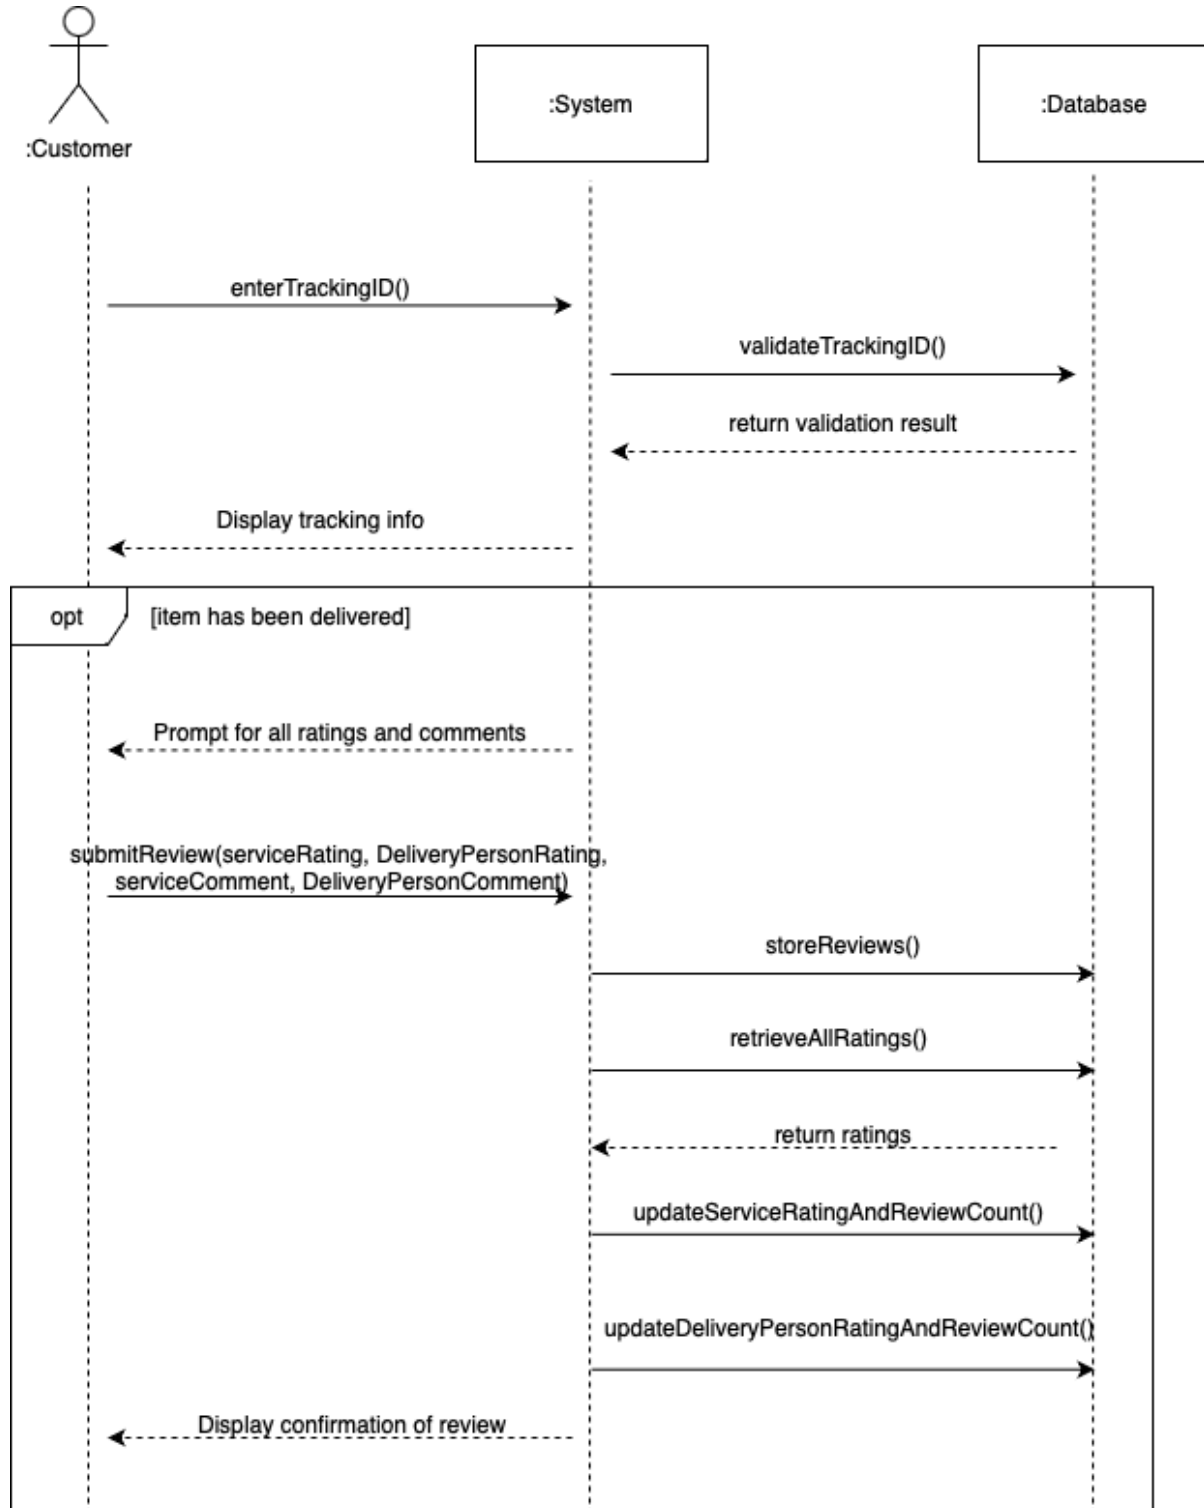 :Customer
:System
:Database
enterTrackingID()
validateTrackingID()
return validation result
Display tracking info
opt
[item has been delivered]
Prompt for all ratings and comments
submitReview(serviceRating, DeliveryPersonRating,
serviceComment, DeliveryPersonComment)
storeReviews()
retrieveAllRatings()
return ratings
updateServiceRatingAndReviewCount()
updateDeliveryPersonRatingAndReviewCount()
Display confirmation of review